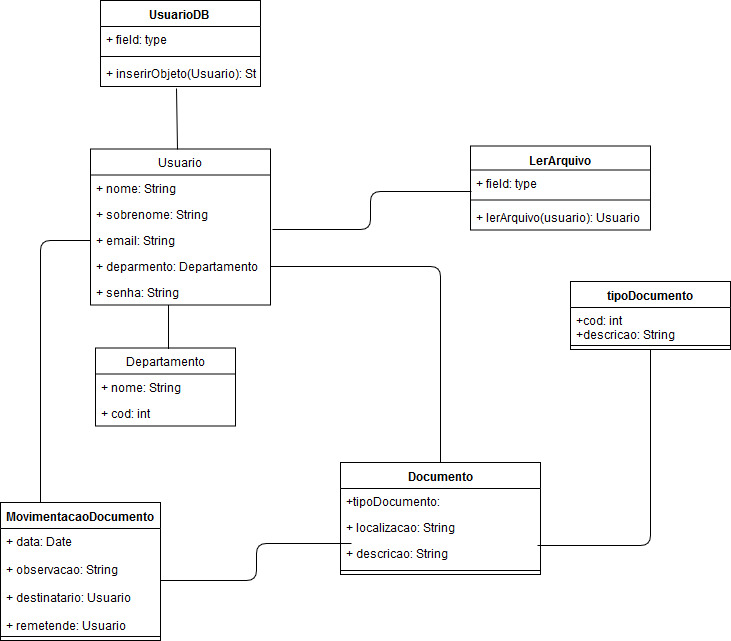 UsuarioDB
+ field: type
+ inserirObjeto(Usuario): St
Usuario
+ nome: String
+ sobrenome: String
+ email: String
+ deparmento: Departamento
+ senha: String
LerArquivo
+ field: type
+ lerArquivo(usuario): Usuario
tipoDocumento
+cod: int
+descricao: String
Departamento
+ nome: String
+ cod: int
Documento
+tipoDocumento:
+ localizacao: String
+ descricao: String
MovimentacaoDocumento
+ data: Date
+ observacao: String
+ destinatario: Usuario
+ remetende: Usuario